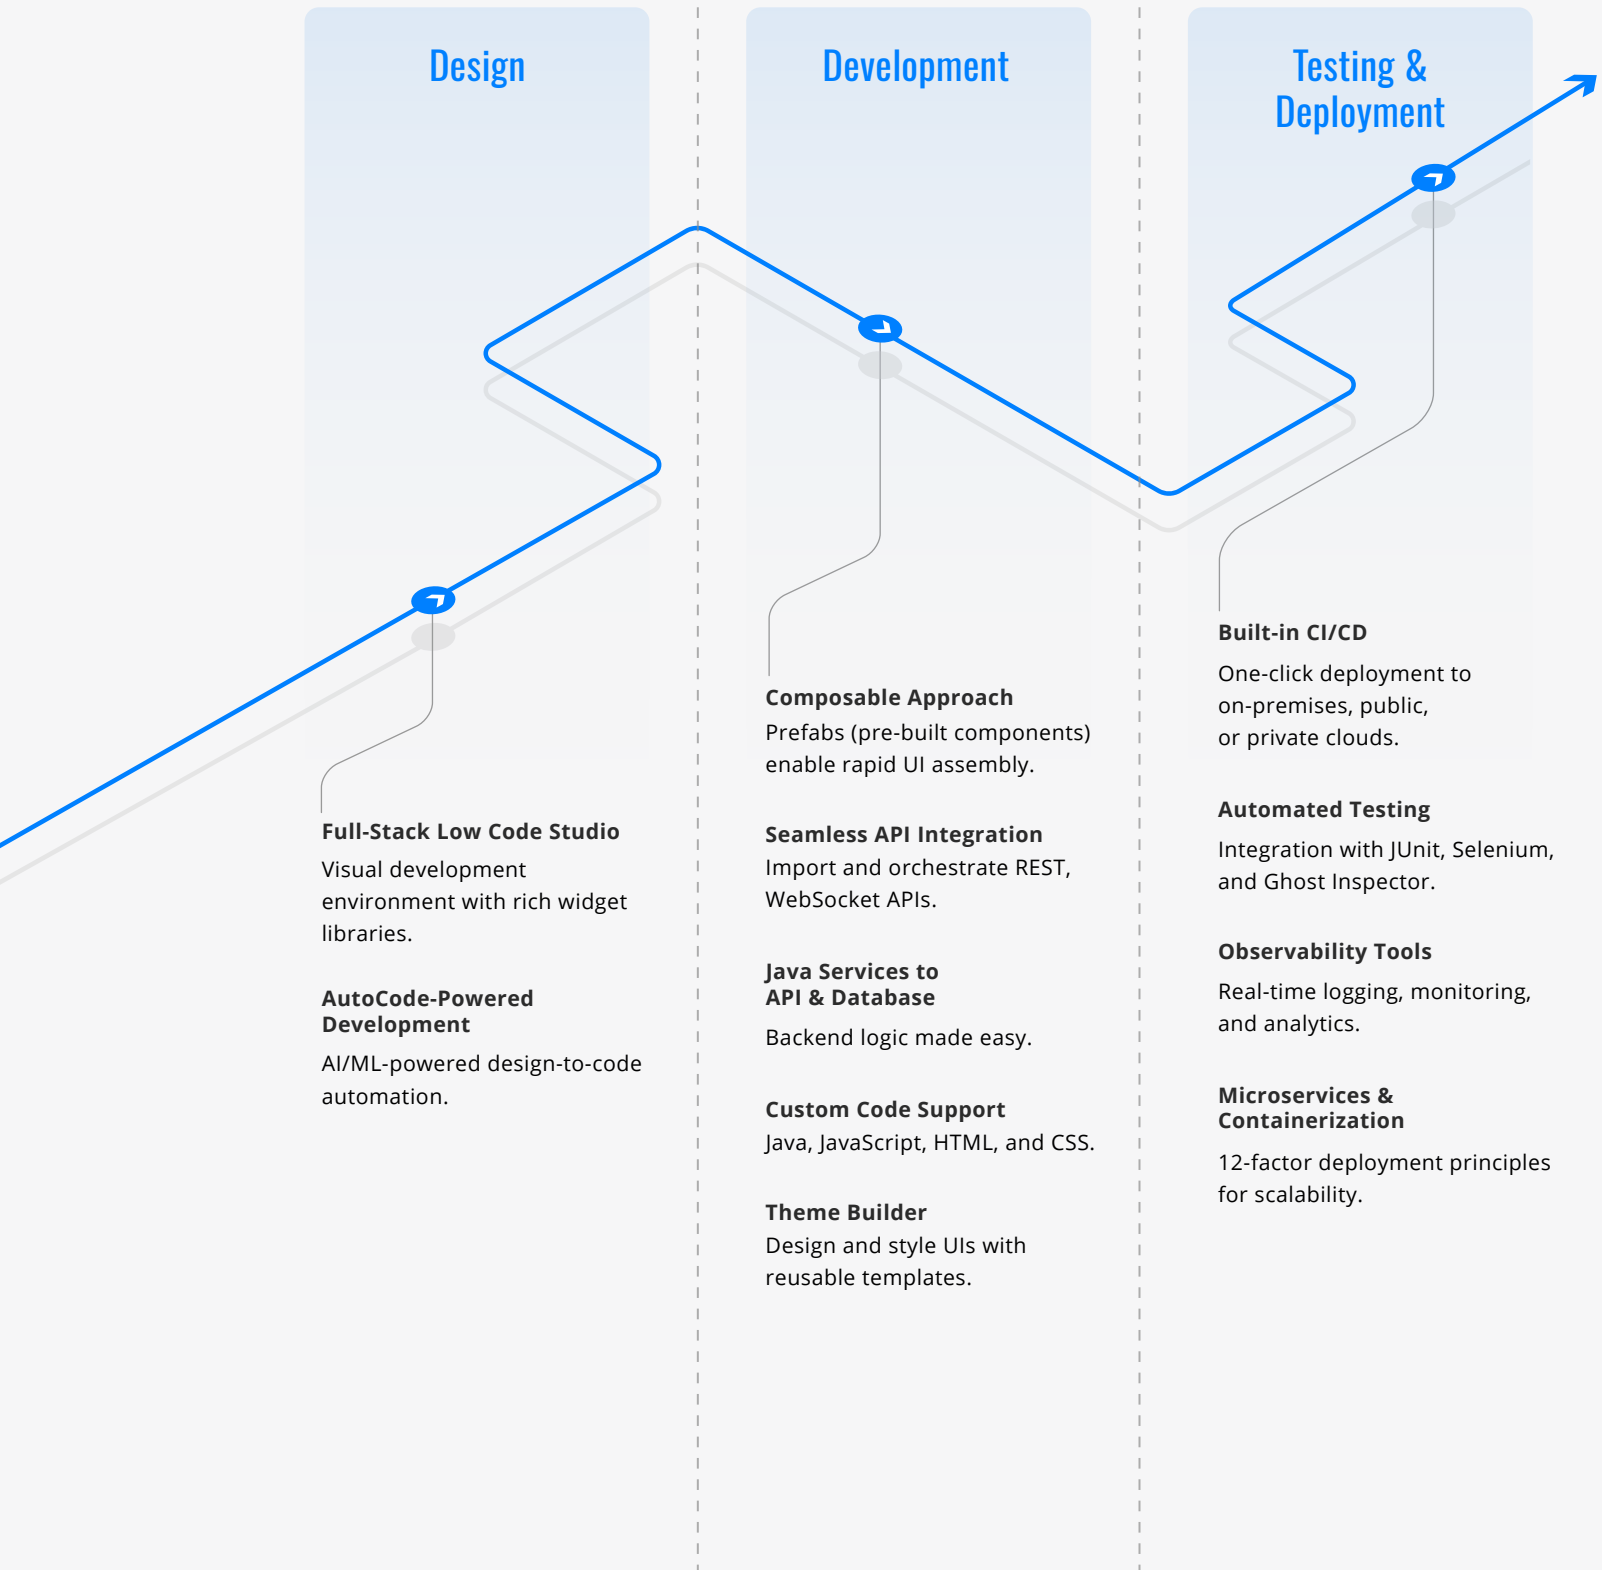 Design
Full-Stack Low Code Studio
Visual development
environment with rich widget
libraries.
AutoCode-Powered
Development
AI/ML-powered design-to-code
automation.
Development
Composable Approach
Prefabs (pre-built components)
enable rapid UI assembly.
Seamless API Integration
Import and orchestrate REST,
WebSocket APIs.
Java Services to
API & Database
Backend logic made easy.
Custom Code Support
Java, JavaScript, HTML, and CSS.
Theme Builder
Design and style UIs with
reusable templates.
Testing &
Deployment
Built-in CI/CD
One-click deployment to
on-premises, public,
or private clouds.
Automated Testing
Integration with JUnit, Selenium,
and Ghost Inspector.
Observability Tools
Real-time logging, monitoring,
and analytics.
Microservices &
Containerization
12-factor deployment principles
for scalability.